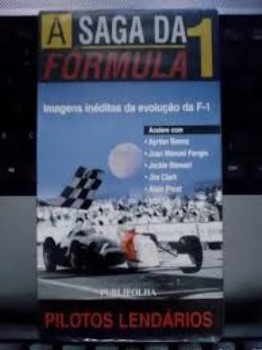 A SAGA DA
FÓRMULA 1
Imagens inéditas da evolução da F-1
Acelem com
• Ayrton Senna
• Juan Manuel Fangio
• Jackie Stewart
• Jim Clark
• Alain Prost
PUBLIFOLHA
PILOTOS LENDÁRIOS